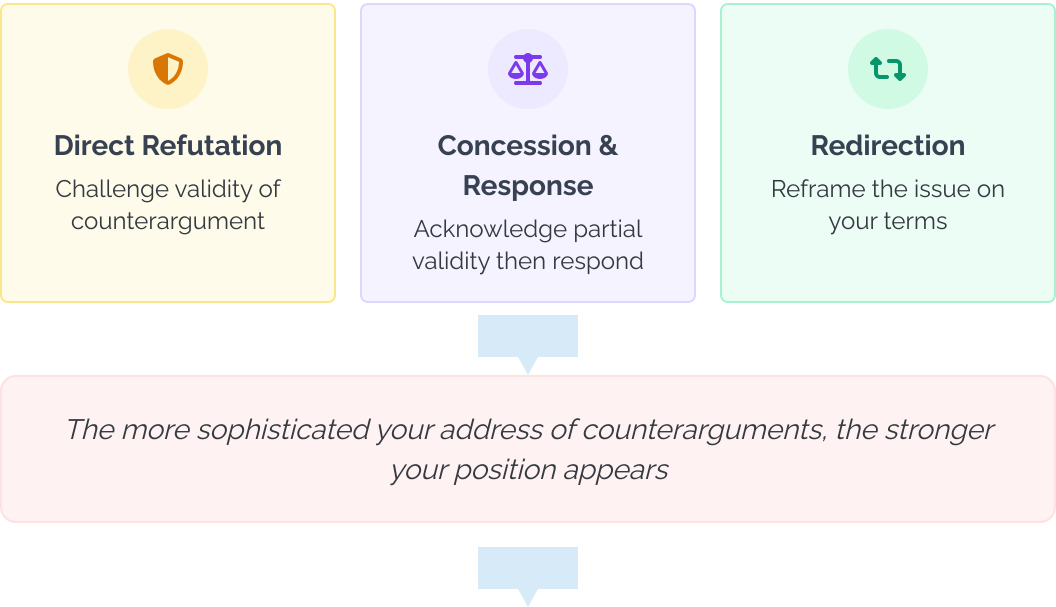 Direct Refutation
Challenge validity of
counterargument
Concession &
Response
Acknowledge partial
validity then respond
Redirection
Reframe the issue on
your terms
The more sophisticated your address of counterarguments, the stronger
your position appears